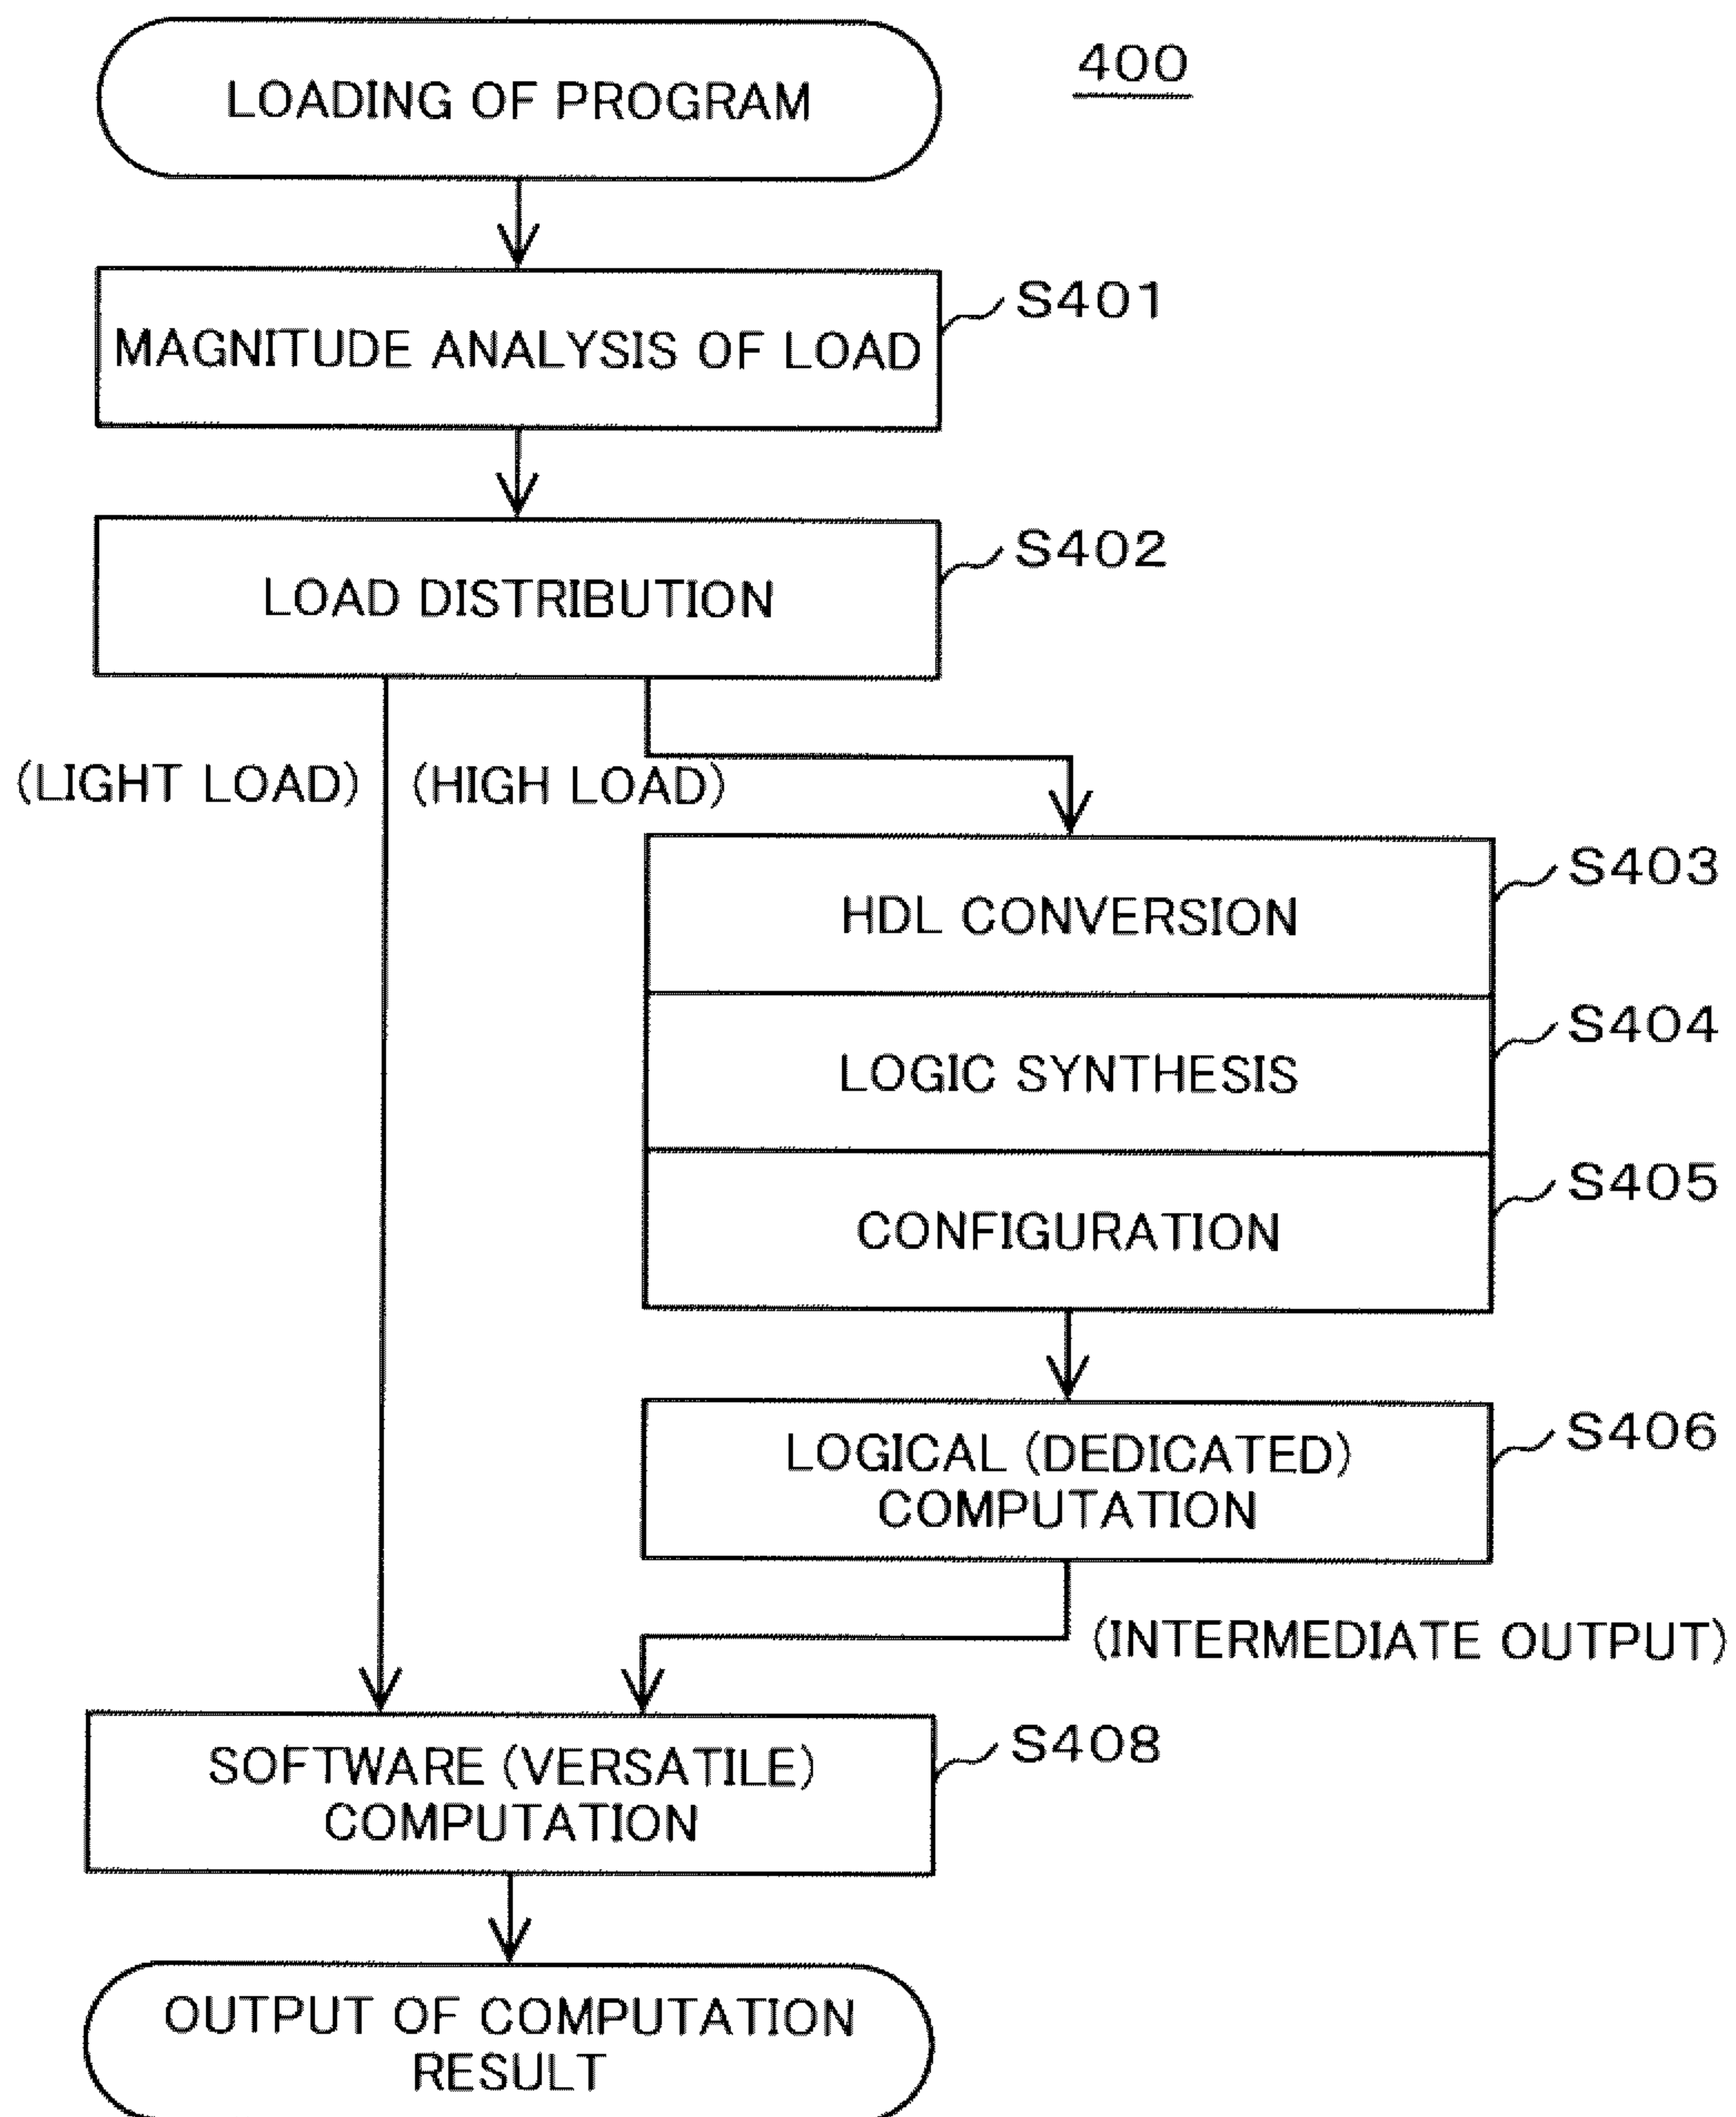 LOADING OF PROGRAM
400
MAGNITUDE ANALYSIS OF LOAD
S401
LOAD DISTRIBUTION
S402
(LIGHT LOAD)
(HIGH LOAD)
HDL CONVERSION
S403
LOGIC SYNTHESIS
S404
CONFIGURATION
S405
LOGICAL (DEDICATED)
COMPUTATION
S406
(INTERMEDIATE OUTPUT)
SOFTWARE (VERSATILE)
COMPUTATION
S408
OUTPUT OF COMPUTATION
RESULT